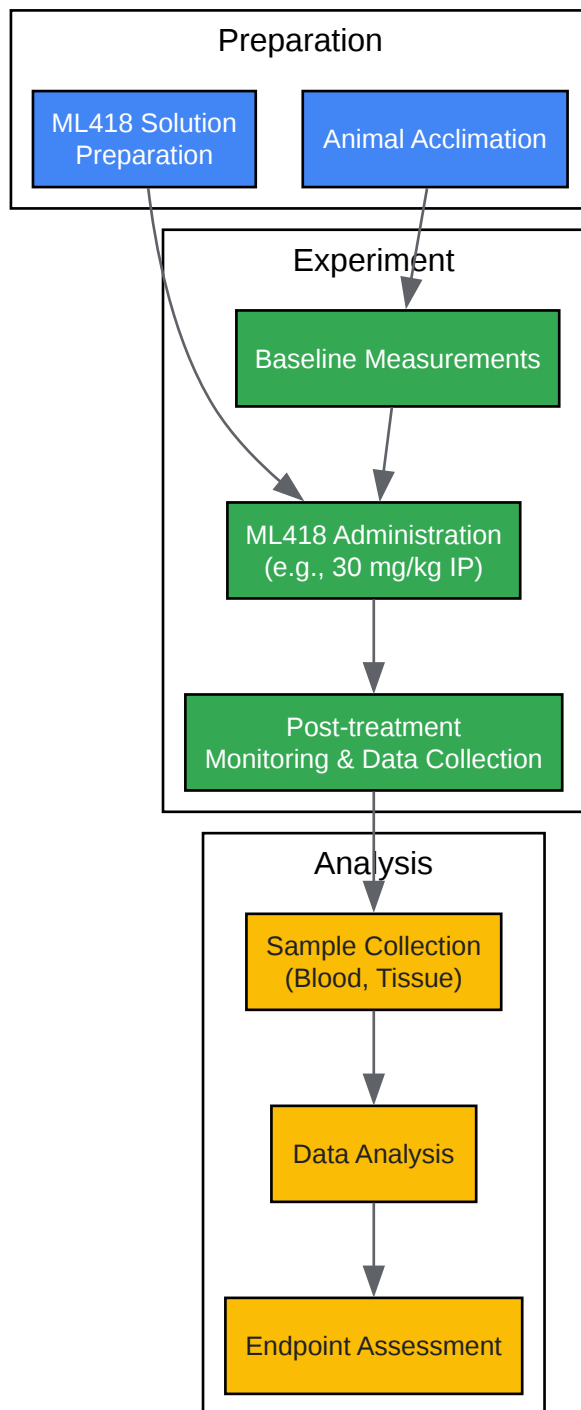 Preparation
ML418 Solution
Preparation
Animal Acclimation
Experiment
Baseline Measurements
ML418 Administration
(e.g., 30 mg/kg IP)
Post-treatment
Monitoring & Data Collection
Analysis
Sample Collection
(Blood, Tissue)
Data Analysis
Endpoint Assessment